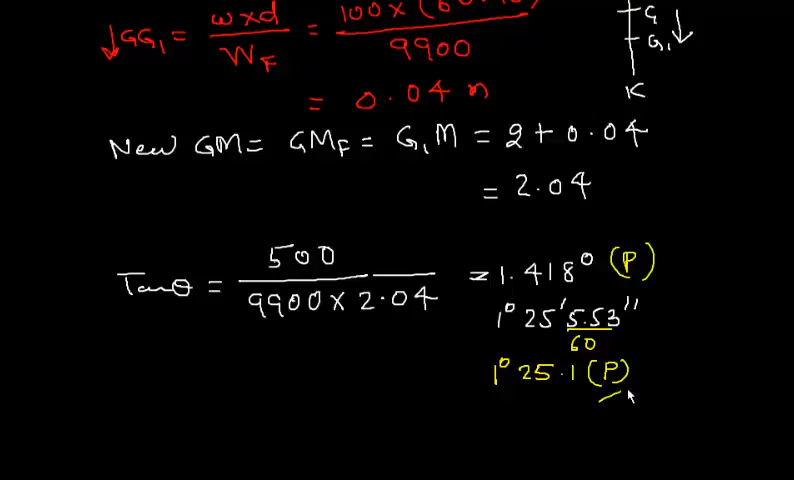 ↓GG₁ = w×d / W_F = 100 × ( / 9900
= 0.04 m
G
G₁ ↓
K
New GM = GM_F = G₁M = 2 + 0.04
= 2.04
Tanθ = 500 / 9900 × 2.04 = 1.418° (P)
1° 25' 5.53"
60
1° 25.1 (P)